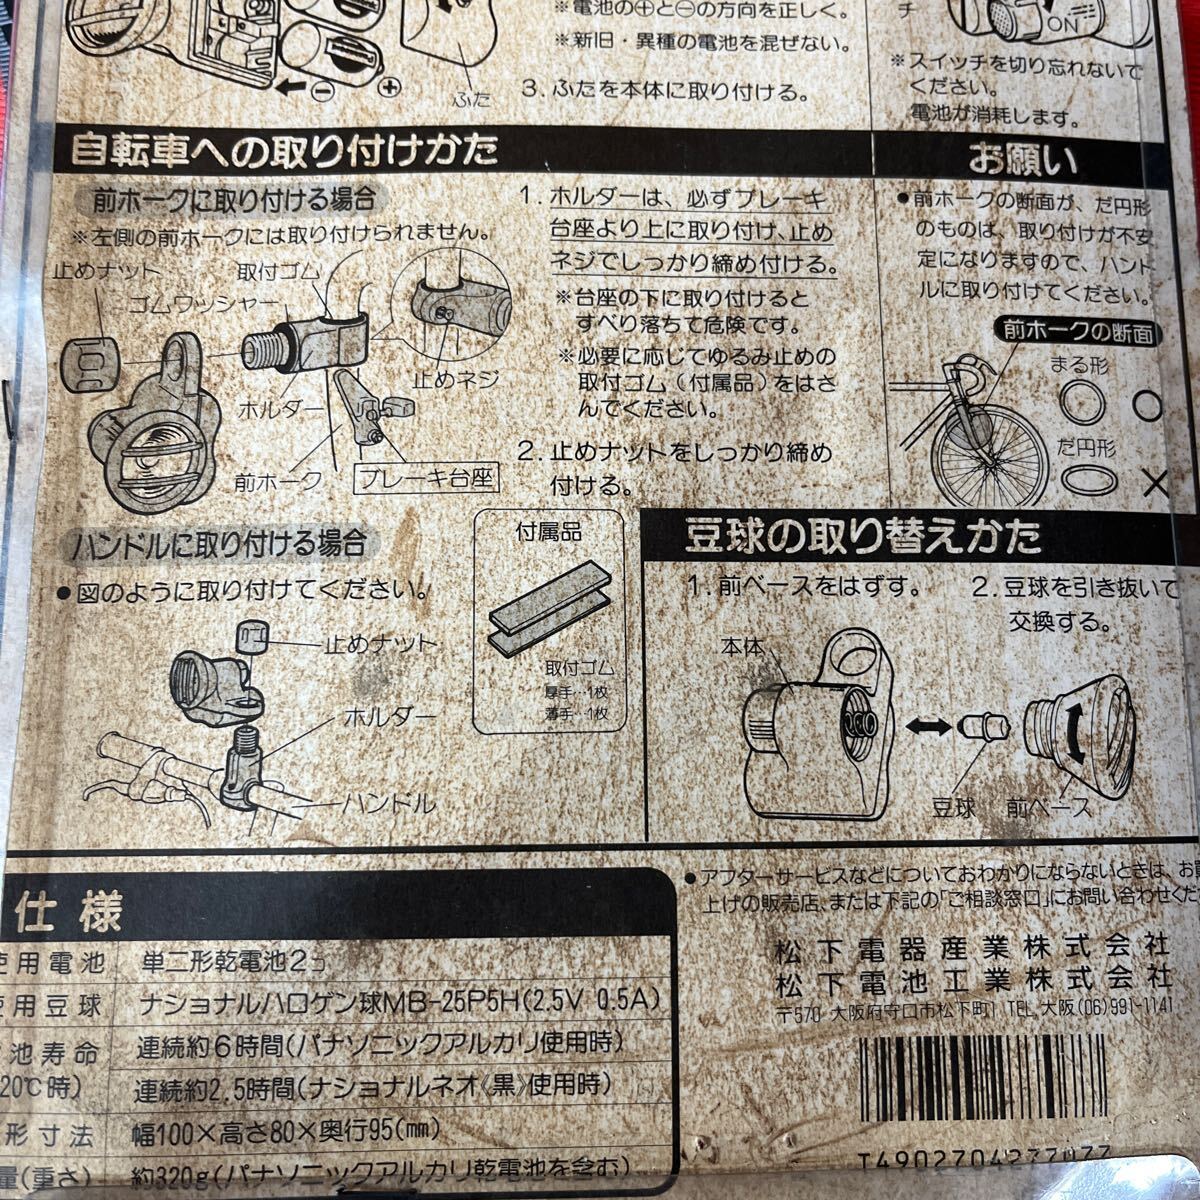 ※電池の⊕と⊖の方向を正しく。
※新旧・異種の電池を混ぜない。
3. ふたを本体に取り付ける。
ふた
⊖
⊕
チ
ON
※スイッチを切り忘れないで
ください。
電池が消耗します。
自転車への取り付けかた
前ホークに取り付ける場合
※左側の前ホークには取り付けられません。
止めナット
取付ゴム
ゴムワッシャー
止めネジ
ホルダー
前ホーク
ブレーキ台座
1. ホルダーは、必ずブレーキ
台座より上に取り付け、止め
ネジでしっかり締め付ける。
※台座の下に取り付けると
すべり落ちて危険です。
※必要に応じてゆるみ止めの
取付ゴム(付属品)をはさ
んでください。
2. 止めナットをしっかり締め
付ける。
お願い
●前ホークの断面が、だ円形
のものは、取り付けが不安
定になりますので、ハンド
ルに取り付けてください。
前ホークの断面
まる形
○
だ円形
×
ハンドルに取り付ける場合
●図のように取り付けてください。
止めナット
ホルダー
ハンドル
付属品
取付ゴム
厚手…1枚
薄手…1枚
豆球の取り替えかた
1. 前ベースをはずす。
2. 豆球を引き抜いて
交換する。
本体
豆球
前ベース
仕様
使用電池 単二形乾電池2
使用豆球 ナショナルハロゲン球MB-25P5H(2.5V 0.5A)
池寿命 連続約6時間(パナソニックアルカリ使用時)
20℃時) 連続約2.5時間(ナショナルネオ《黒》使用時)
形寸法 幅100×高さ80×奥行95(mm)
量(重さ) 約320g(パナソニックアルカリ乾電池を含む)
●アフターサービスなどについておわかりにならないときは、お買
上げの販売店、または下記の「ご相談窓口」にお問い合わせくだ
松下電器産業株式会社
松下電池工業株式会社
〒570 大阪府守口市松下町1 TEL 大阪(06)991-1141
T4902704277077